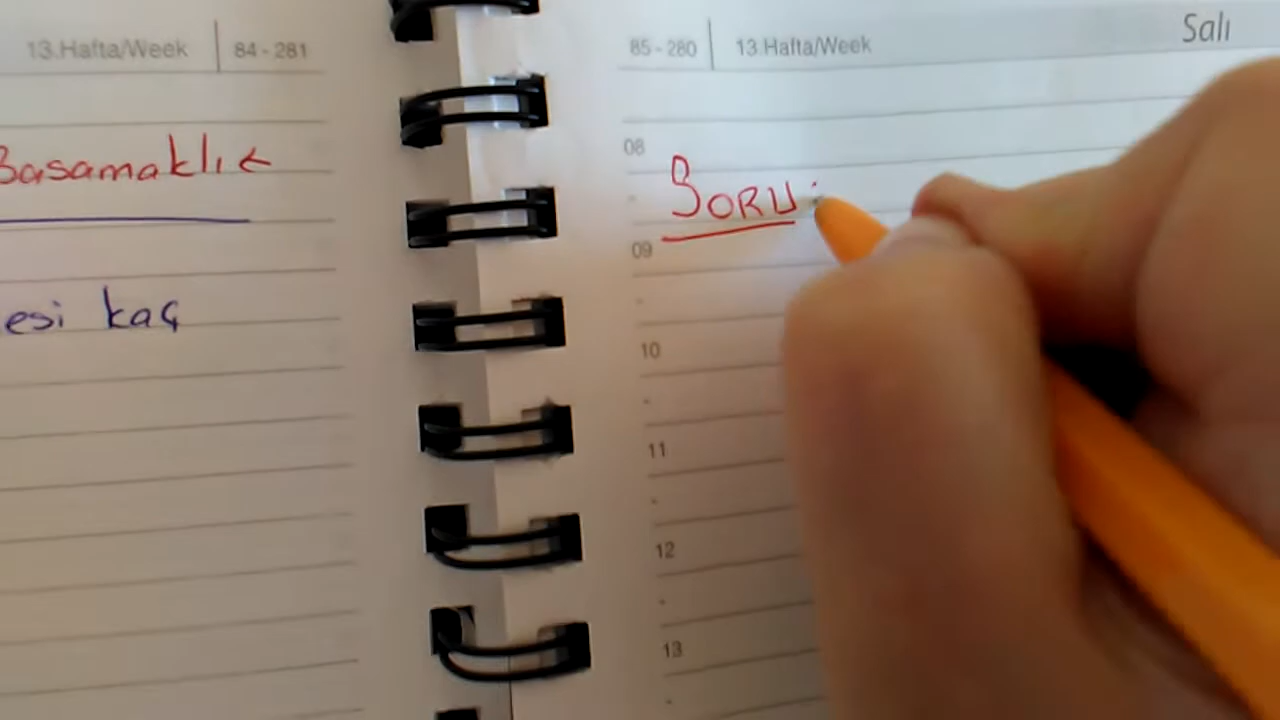 13.Hafta/Week 84 - 281
Basamaklı
esi kaç
85 - 280 13 Hafta/Week Salı
08
SORU:
09
10
11
12
13